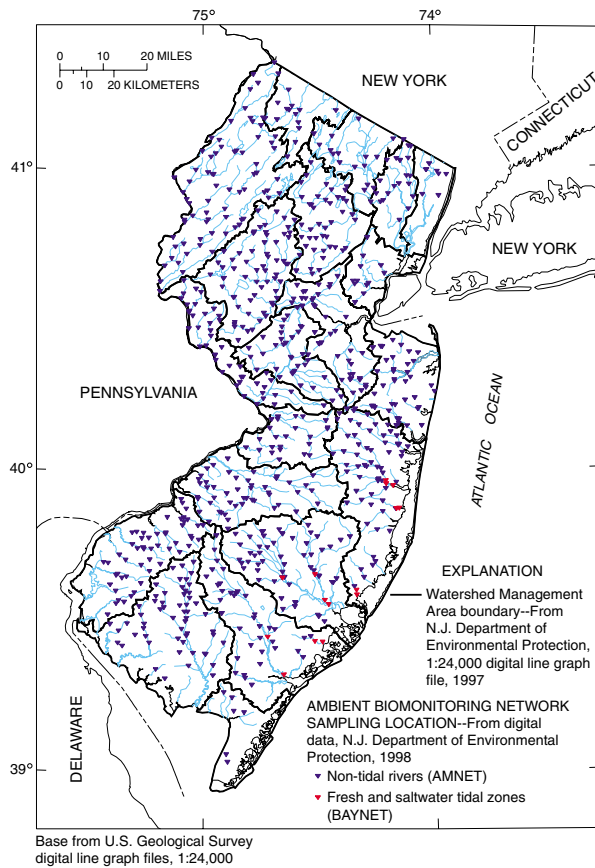 75°
74°
0 10 20 MILES
0 10 20 KILOMETERS
NEW YORK
CONNECTICUT
41°
NEW YORK
PENNSYLVANIA
ATLANTIC OCEAN
40°
EXPLANATION
Watershed Management
Area boundary--From
N.J. Department of
Environmental Protection,
1:24,000 digital line graph
file, 1997
AMBIENT BIOMONITORING NETWORK
SAMPLING LOCATION--From digital
data, N.J. Department of Environmental
Protection, 1998
Non-tidal rivers (AMNET)
Fresh and saltwater tidal zones
(BAYNET)
DELAWARE
39°
Base from U.S. Geological Survey
digital line graph files, 1:24,000